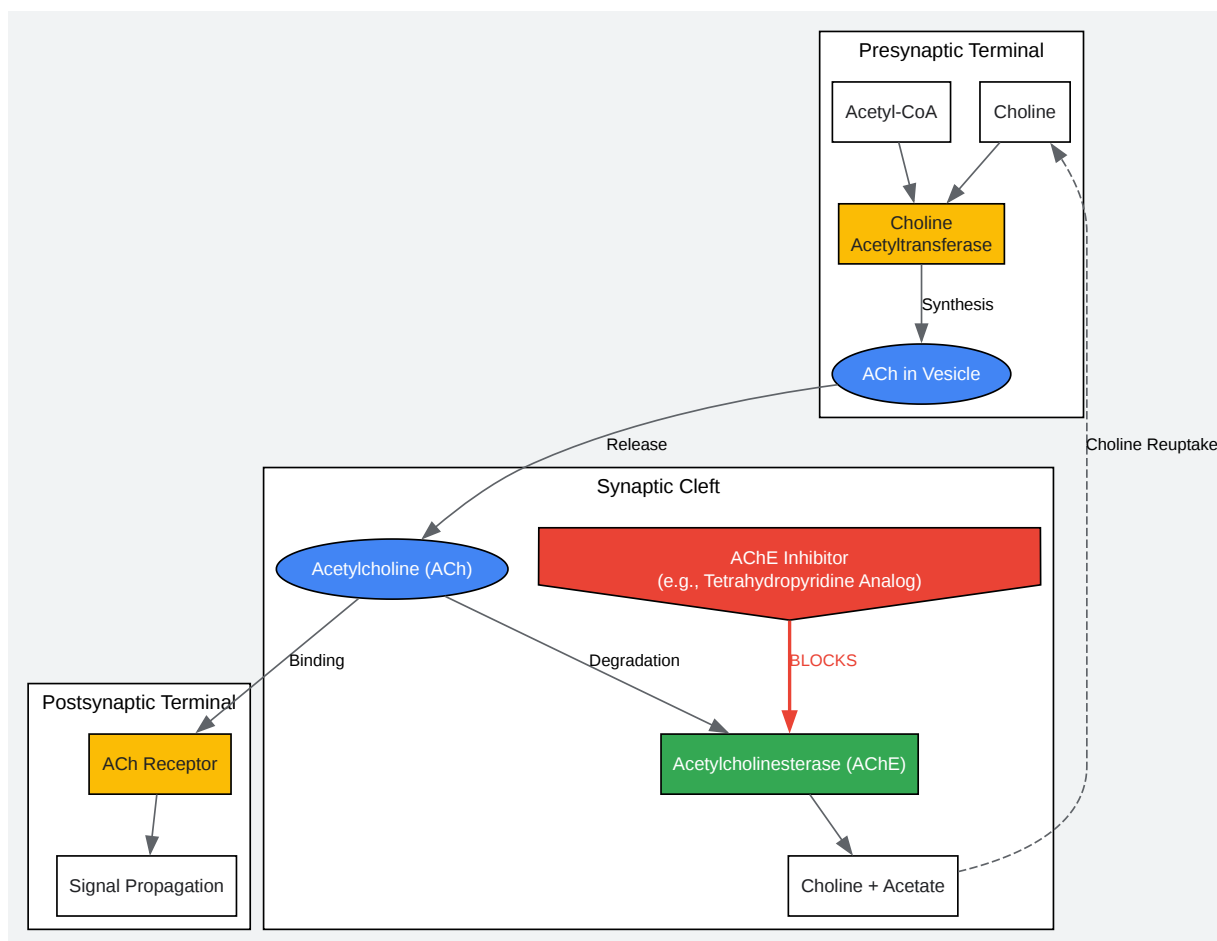 Presynaptic Terminal
Acetyl-CoA
Choline
Choline
Acetyltransferase
Synthesis
ACh in Vesicle
Release
Choline Reuptake
Synaptic Cleft
Acetylcholine (ACh)
AChE Inhibitor
(e.g., Tetrahydropyridine Analog)
Binding
Degradation
BLOCKS
Postsynaptic Terminal
ACh Receptor
Acetylcholinesterase (AChE)
Signal Propagation
Choline + Acetate